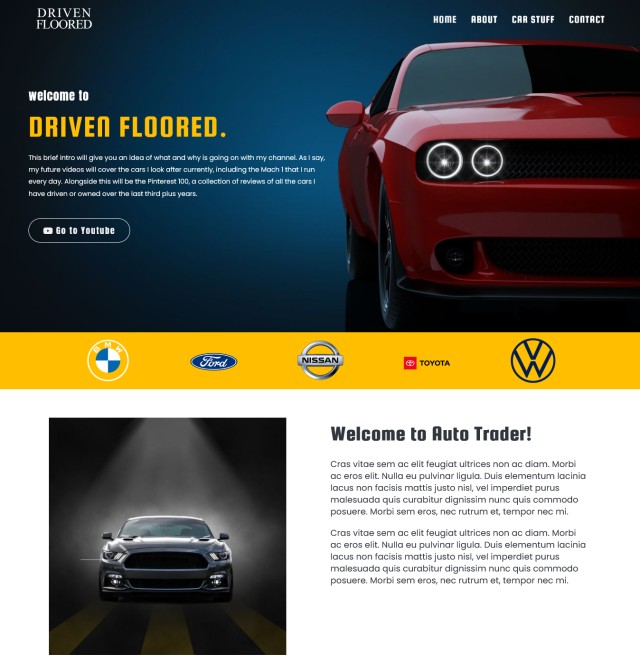 DRIVEN
FLOORED
HOME ABOUT CAR STUFF CONTACT
welcome to
DRIVEN FLOORED.
This brief intro will give you an idea of what and why is going on with my channel. As I say,
my future videos will cover the cars I look after currently, including the Mach 1 that I run
every day. Alongside this will be the Pinterest 100, a collection of reviews of all the cars I
have driven or owned over the last third plus years.
Go to Youtube
BMW
Ford
NISSAN
TOYOTA
Welcome to Auto Trader!
Cras vitae sem ac elit feugiat ultrices non ac diam. Morbi
ac eros elit. Nulla eu pulvinar ligula. Duis elementum lacinia
lacus non facisis mattis justo nisl, vel imperdiet purus
malesuada quis curabitur dignissim nunc quis commodo
posuere. Morbi sem eros, nec rutrum et, tempor nec mi.
Cras vitae sem ac elit feugiat ultrices non ac diam. Morbi
ac eros elit. Nulla eu pulvinar ligula. Duis elementum lacinia
lacus non facisis mattis justo nisl, vel imperdiet purus
malesuada quis curabitur dignissim nunc quis commodo
posuere. Morbi sem eros, nec rutrum et, tempor nec mi.